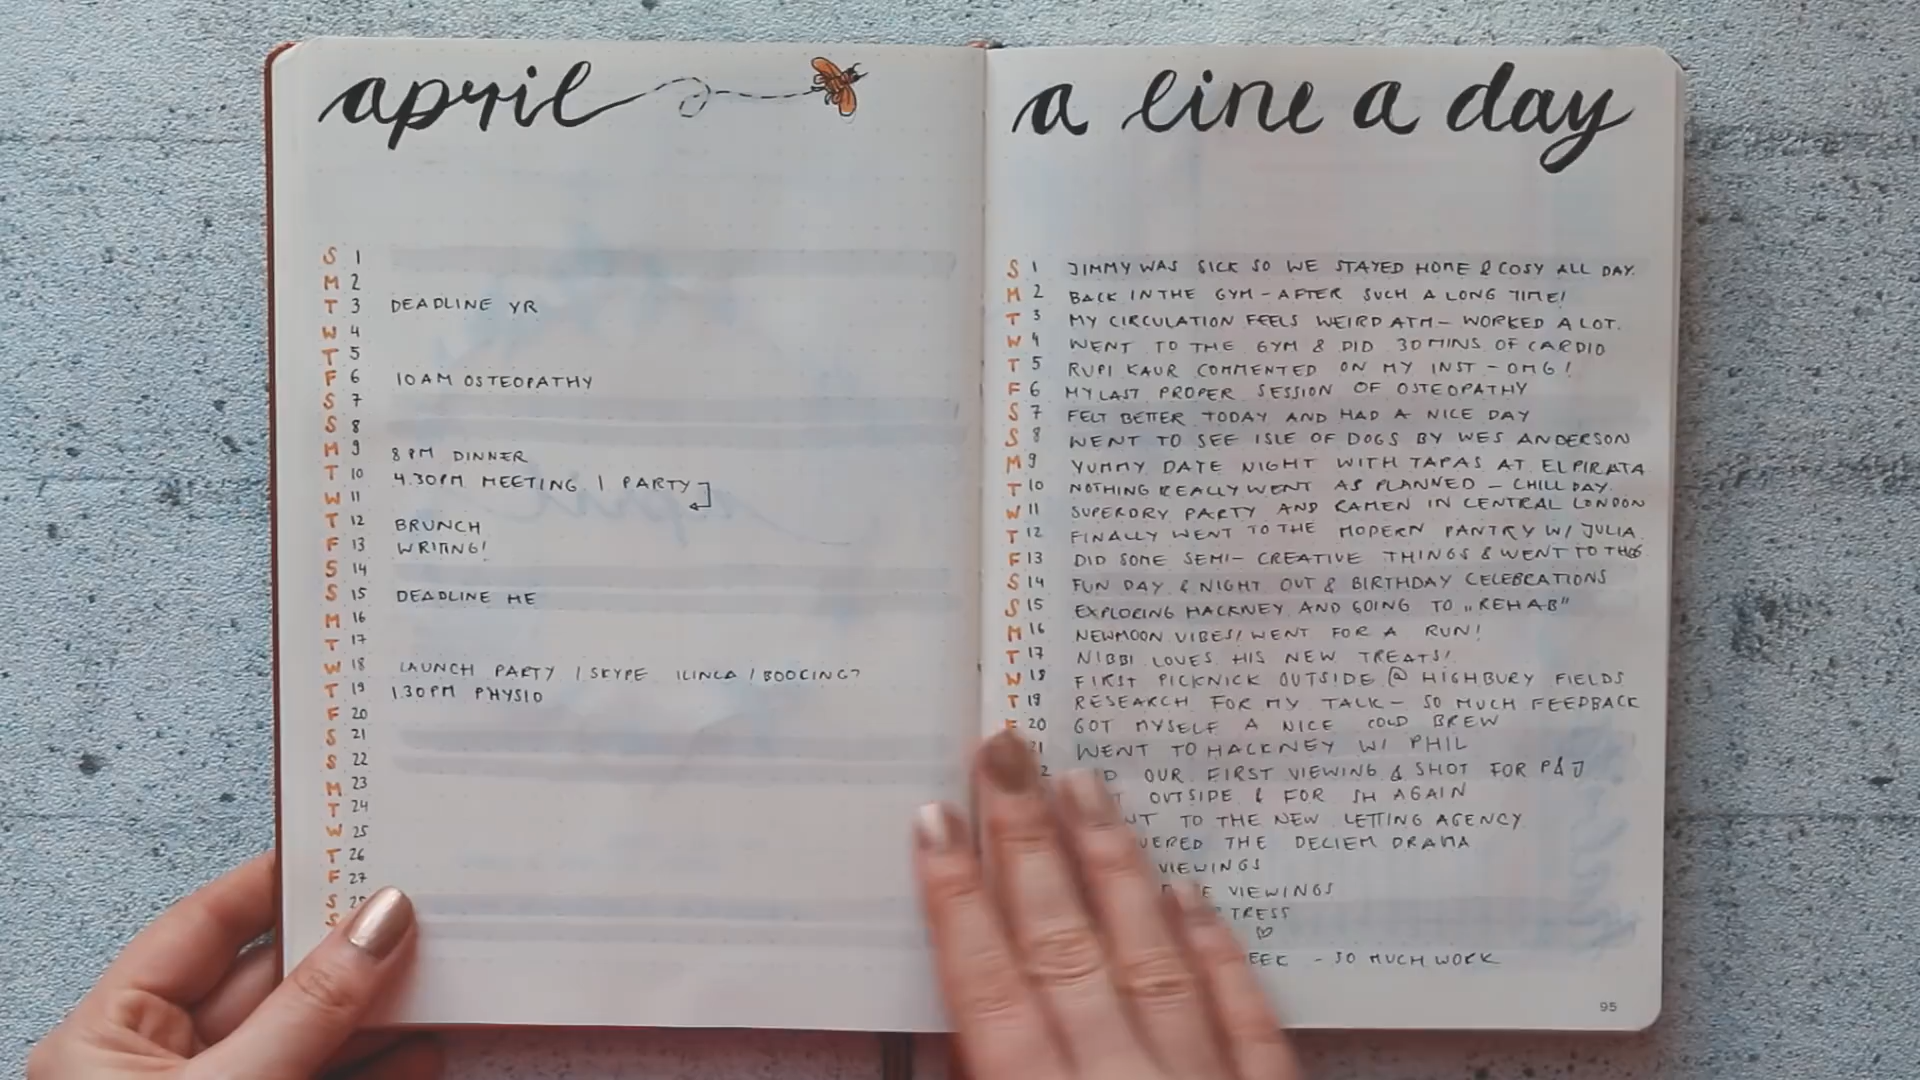 april
S 1
M 2
T 3 DEADLINE YR
W 4
T 5
F 6 10AM OSTEOPATHY
S 7
S 8
M 9 8PM DINNER
T 10 4.30PM MEETING | PARTY
W 11
T 12 BRUNCH
F 13 WRITING!
S 14
S 15 DEADLINE ME
M 16
T 17
W 18 LAUNCH PARTY | SKYPE ILINCA | BOOKING?
T 19 1.30PM PHYSIO
F 20
S 21
S 22
M 23
T 24
W 25
T 26
F 27
S
S
a line a day
S 1 JIMMY WAS SICK SO WE STAYED HOME & COSY ALL DAY.
M 2 BACK IN THE GYM - AFTER SUCH A LONG TIME!
T 3 MY CIRCULATION FEELS WEIRD ATM - WORKED A LOT.
W 4 WENT TO THE GYM & DID 30 MINS OF CARDIO
T 5 RUPI KAUR COMMENTED ON MY INST - OMG!
F 6 MY LAST PROPER SESSION OF OSTEOPATHY
S 7 FELT BETTER TODAY AND HAD A NICE DAY
S 8 WENT TO SEE ISLE OF DOGS BY WES ANDERSON
M 9 YUMMY DATE NIGHT WITH TAPAS AT EL PIRATA
T 10 NOTHING REALLY WENT AS PLANNED - CHILL DAY.
W 11 SUPERDRY PARTY AND RAMEN IN CENTRAL LONDON
T 12 FINALLY WENT TO THE MODERN PANTRY W/ JULIA.
F 13 DID SOME SEMI- CREATIVE THINGS & WENT TO
S 14 FUN DAY & NIGHT OUT & BIRTHDAY CELEBRATIONS
S 15 EXPLORING HACKNEY AND GOING TO „REHAB"
M 16 NEWMOON VIBES! WENT FOR A RUN!
T 17 NIBBI LOVES HIS NEW TREATS!
W 18 FIRST PICKNICK OUTSIDE @ HIGHBURY FIELDS
T 19 RESEARCH FOR MY TALK - SO MUCH FEEDBACK
F 20 GOT MYSELF A NICE COLD BREW
21 WENT TO HACKNEY W/ PHIL
OUR FIRST VIEWING & SHOT FOR P&J
OUTSIDE & FOR SH AGAIN
TO THE NEW LETTING AGENCY
THE DECIEM DRAMA
VIEWINGS
VIEWINGS
♡
- SO MUCH WORK
95